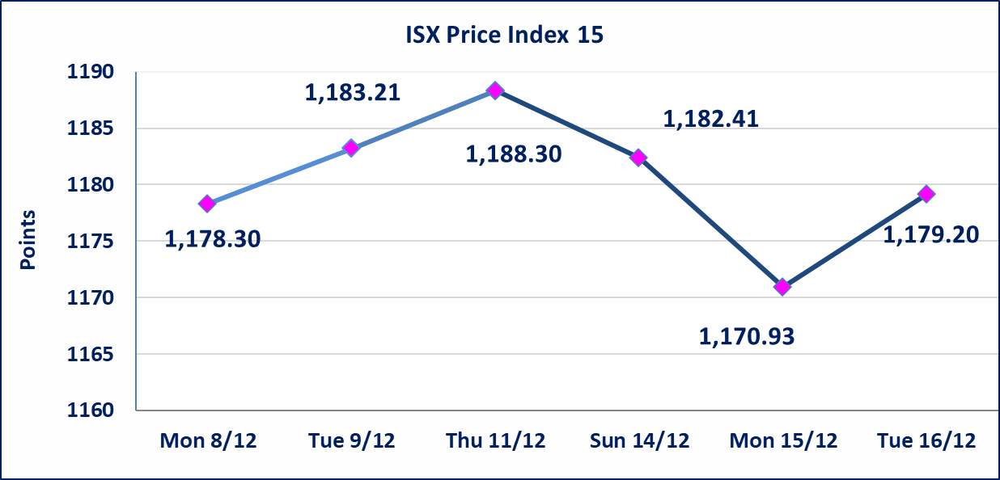 ISX Price Index 15
Points
1190
1185
1180
1175
1170
1165
1160
1,178.30
1,183.21
1,188.30
1,182.41
1,170.93
1,179.20
Mon 8/12
Tue 9/12
Thu 11/12
Sun 14/12
Mon 15/12
Tue 16/12